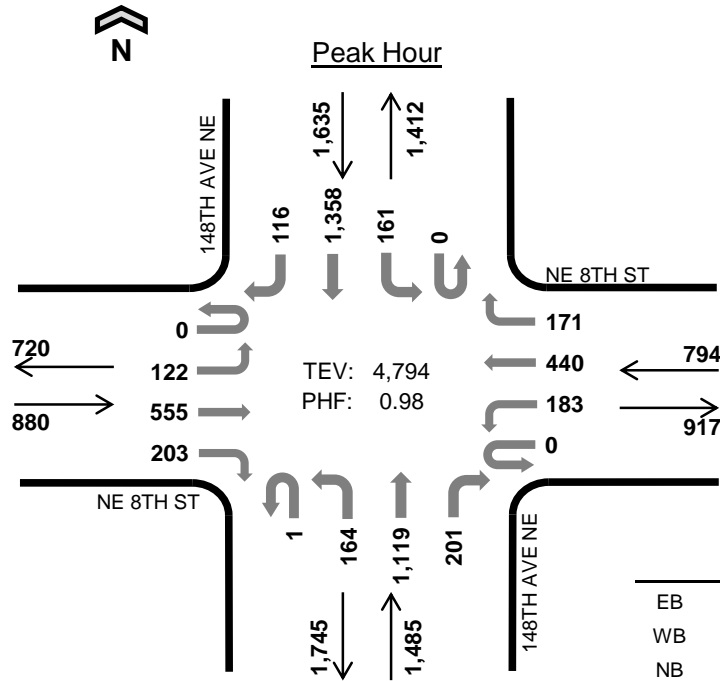 N
Peak Hour
148TH AVE NE
1,635
1,412
116
1,358
161
0
NE 8TH ST
0
122
555
203
720
880
TEV: 4,794
PHF: 0.98
171
440
183
0
794
917
NE 8TH ST
1
164
1,119
201
148TH AVE NE
1,745
1,485
EB
WB
NB